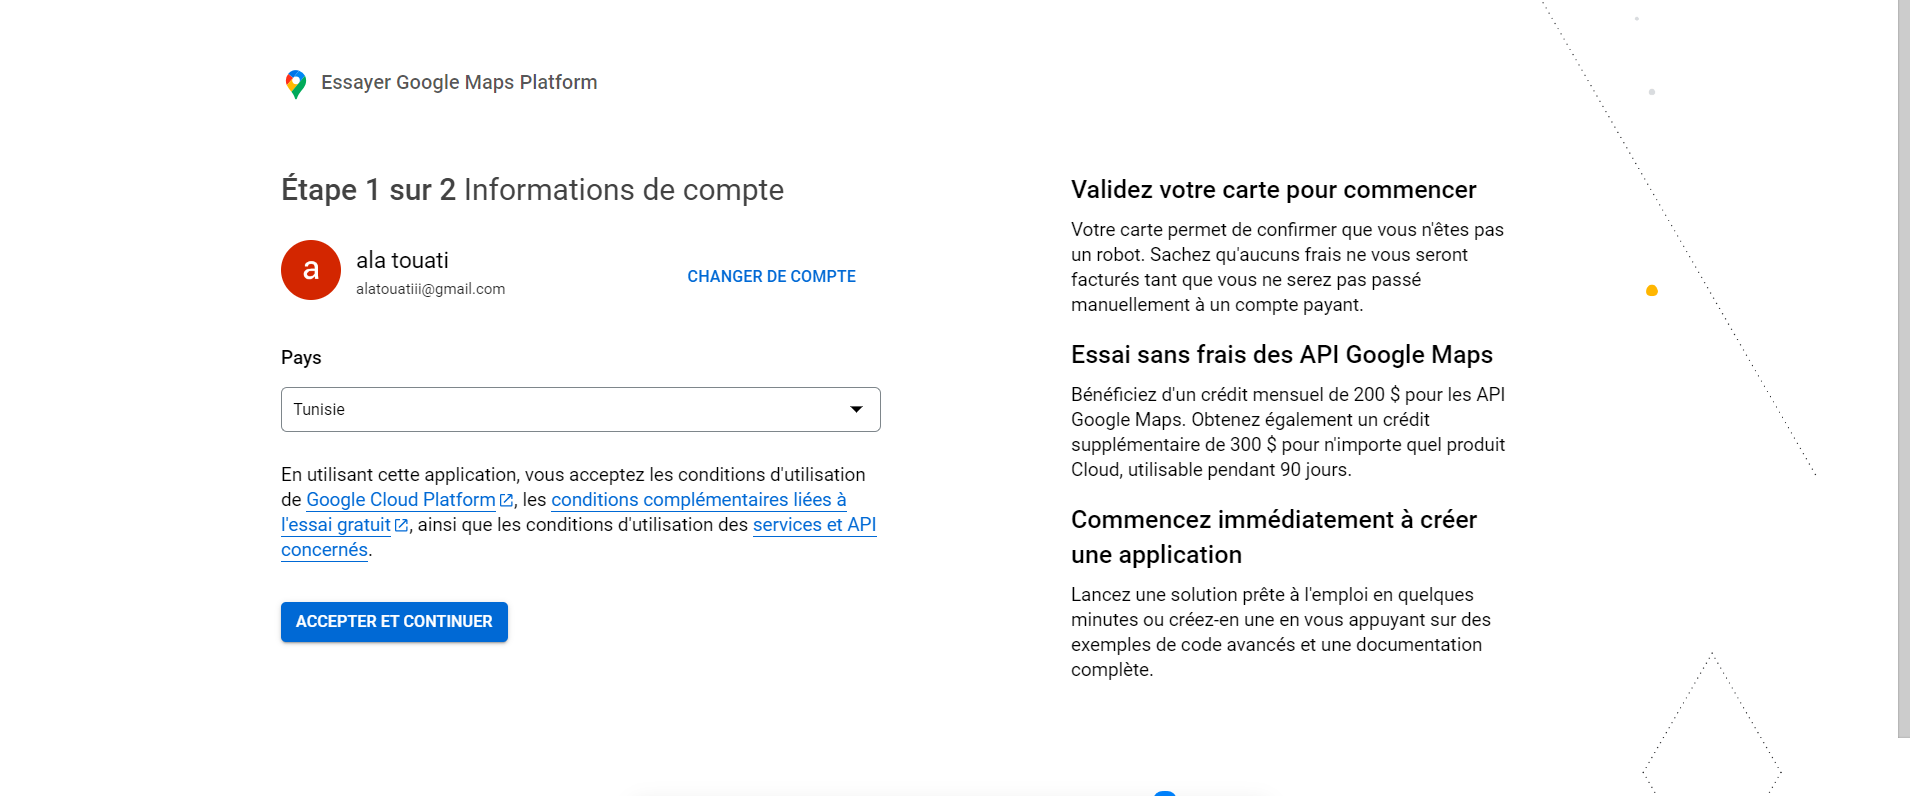 Essayer Google Maps Platform
Étape 1 sur 2 Informations de compte
a
ala touati
alatouatiii@gmail.com
CHANGER DE COMPTE
Pays
Tunisie
En utilisant cette application, vous acceptez les conditions d'utilisation
de Google Cloud Platform, les conditions complémentaires liées à
l'essai gratuit, ainsi que les conditions d'utilisation des services et API
concernés.
ACCEPTER ET CONTINUER
Validez votre carte pour commencer
Votre carte permet de confirmer que vous n'êtes pas
un robot. Sachez qu'aucuns frais ne vous seront
facturés tant que vous ne serez pas passé
manuellement à un compte payant.
Essai sans frais des API Google Maps
Bénéficiez d'un crédit mensuel de 200 $ pour les API
Google Maps. Obtenez également un crédit
supplémentaire de 300 $ pour n'importe quel produit
Cloud, utilisable pendant 90 jours.
Commencez immédiatement à créer
une application
Lancez une solution prête à l'emploi en quelques
minutes ou créez-en une en vous appuyant sur des
exemples de code avancés et une documentation
complète.